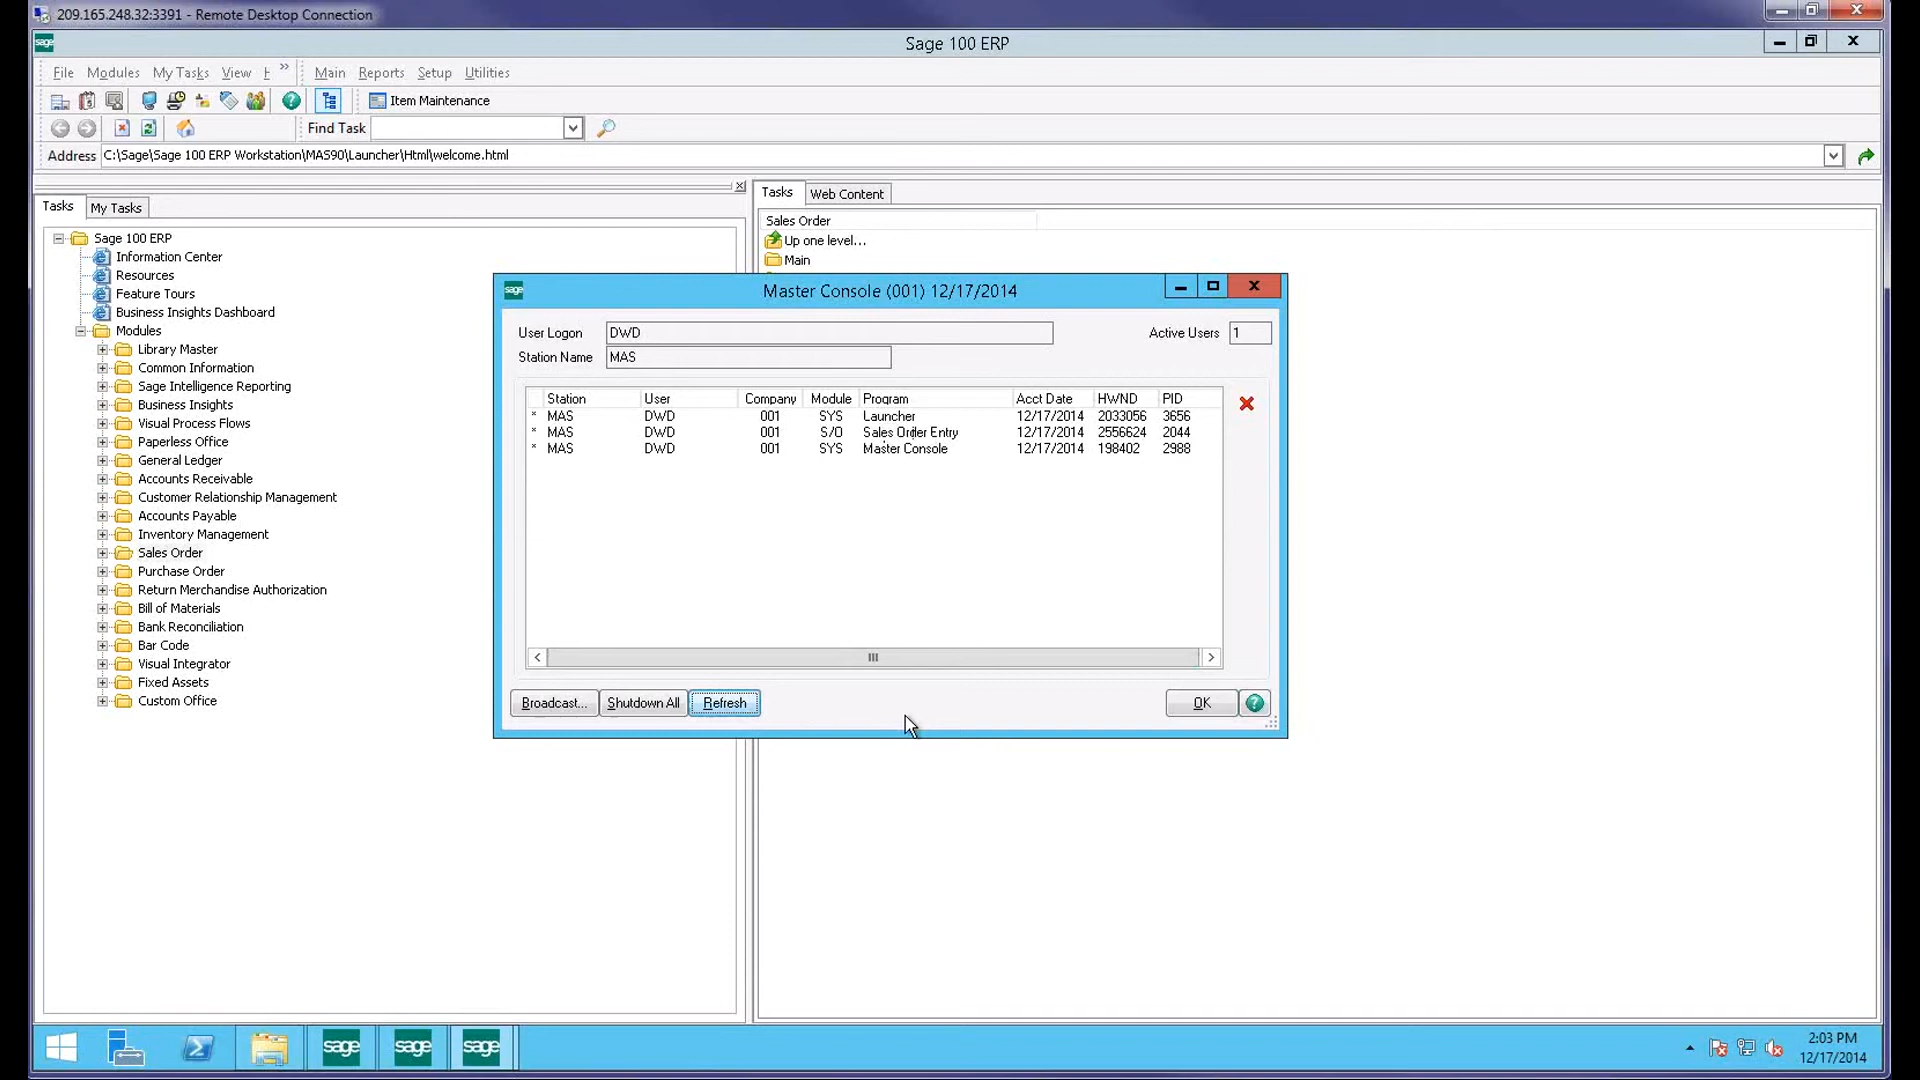 209.165.248.32:3391 - Remote Desktop Connection
sage
Sage 100 ERP
File Modules My Tasks View » Main Reports Setup Utilities
Item Maintenance
Find Task
Address C:\Sage\Sage 100 ERP Workstation\MAS90\Launcher\Html\welcome.html
Tasks My Tasks
Sage 100 ERP
Information Center
Resources
Feature Tours
Business Insights Dashboard
Modules
Library Master
Common Information
Sage Intelligence Reporting
Business Insights
Visual Process Flows
Paperless Office
General Ledger
Accounts Receivable
Customer Relationship Management
Accounts Payable
Inventory Management
Sales Order
Purchase Order
Return Merchandise Authorization
Bill of Materials
Bank Reconciliation
Bar Code
Visual Integrator
Fixed Assets
Custom Office
Tasks Web Content
Sales Order
Up one level...
Main
sage
Master Console (001) 12/17/2014
User Logon DWD Active Users 1
Station Name MAS
Station User Company Module Program Acct Date HWND PID
* MAS DWD 001 SYS Launcher 12/17/2014 2033056 3656
* MAS DWD 001 S/O Sales Order Entry 12/17/2014 2556624 2044
* MAS DWD 001 SYS Master Console 12/17/2014 198402 2988
Broadcast... Shutdown All Refresh OK
sage sage sage
2:03 PM
12/17/2014